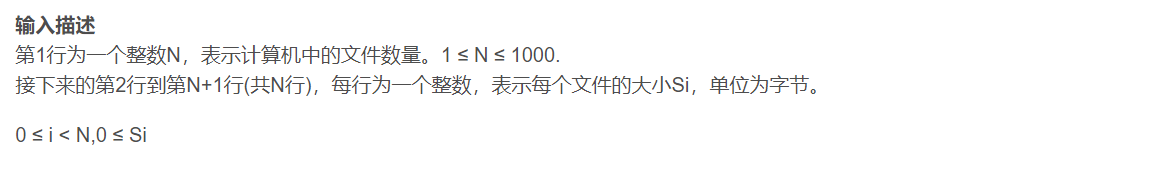 输入描述
第1行为一个整数N，表示计算机中的文件数量。1 ≤ N ≤ 1000.
接下来的第2行到第N+1行(共N行)，每行为一个整数，表示每个文件的大小Si，单位为字节。
0 ≤ i < N,0 ≤ Si